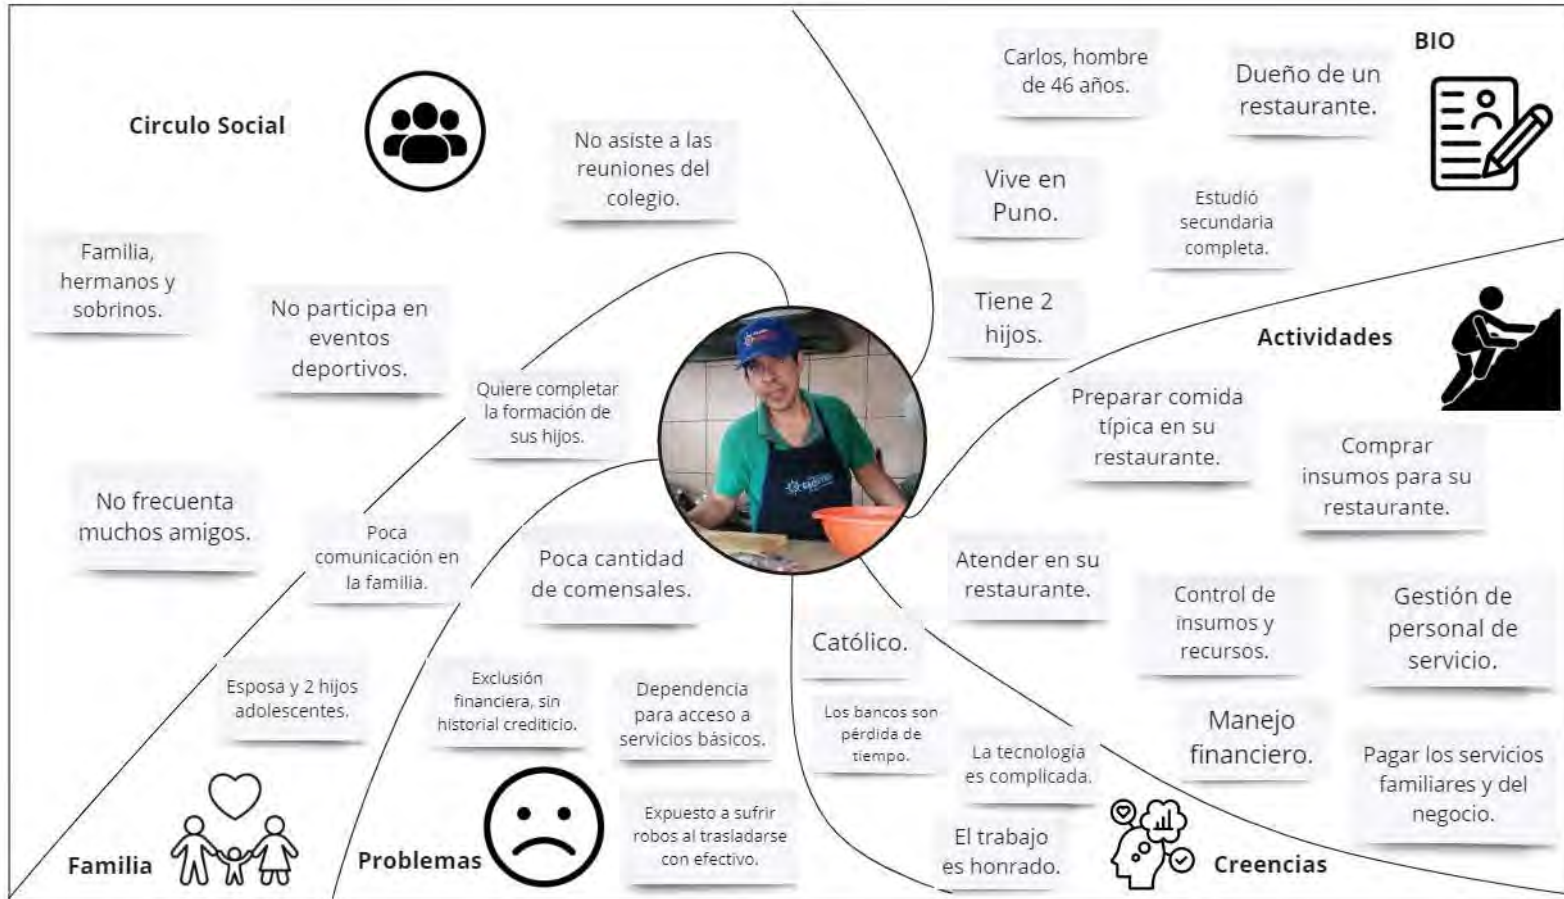 Circulo Social
No asiste a las
reuniones del
colegio.
Familia,
hermanos y
sobrinos.
No participa en
eventos
deportivos.
No frecuenta
muchos amigos.
BIO
Carlos, hombre
de 46 años.
Dueño de un
restaurante.
Vive en
Puno.
Estudió
secundaria
completa.
Tiene 2
hijos.
Actividades
Preparar comida
típica en su
restaurante.
Comprar
insumos para su
restaurante.
Atender en su
restaurante.
Control de
insumos y
recursos.
Gestión de
personal de
servicio.
Manejo
financiero.
Pagar los servicios
familiares y del
negocio.
Quiere completar
la formación de
sus hijos.
Poca
comunicación en
la familia.
Esposa y 2 hijos
adolescentes.
Familia
Poca cantidad
de comensales.
Exclusión
financiera, sin
historial crediticio.
Dependencia
para acceso a
servicios básicos.
Expuesto a sufrir
robos al trasladarse
con efectivo.
Problemas
Católico.
Los bancos son
pérdida de
tiempo.
La tecnología
es complicada.
El trabajo
es honrado.
Creencias